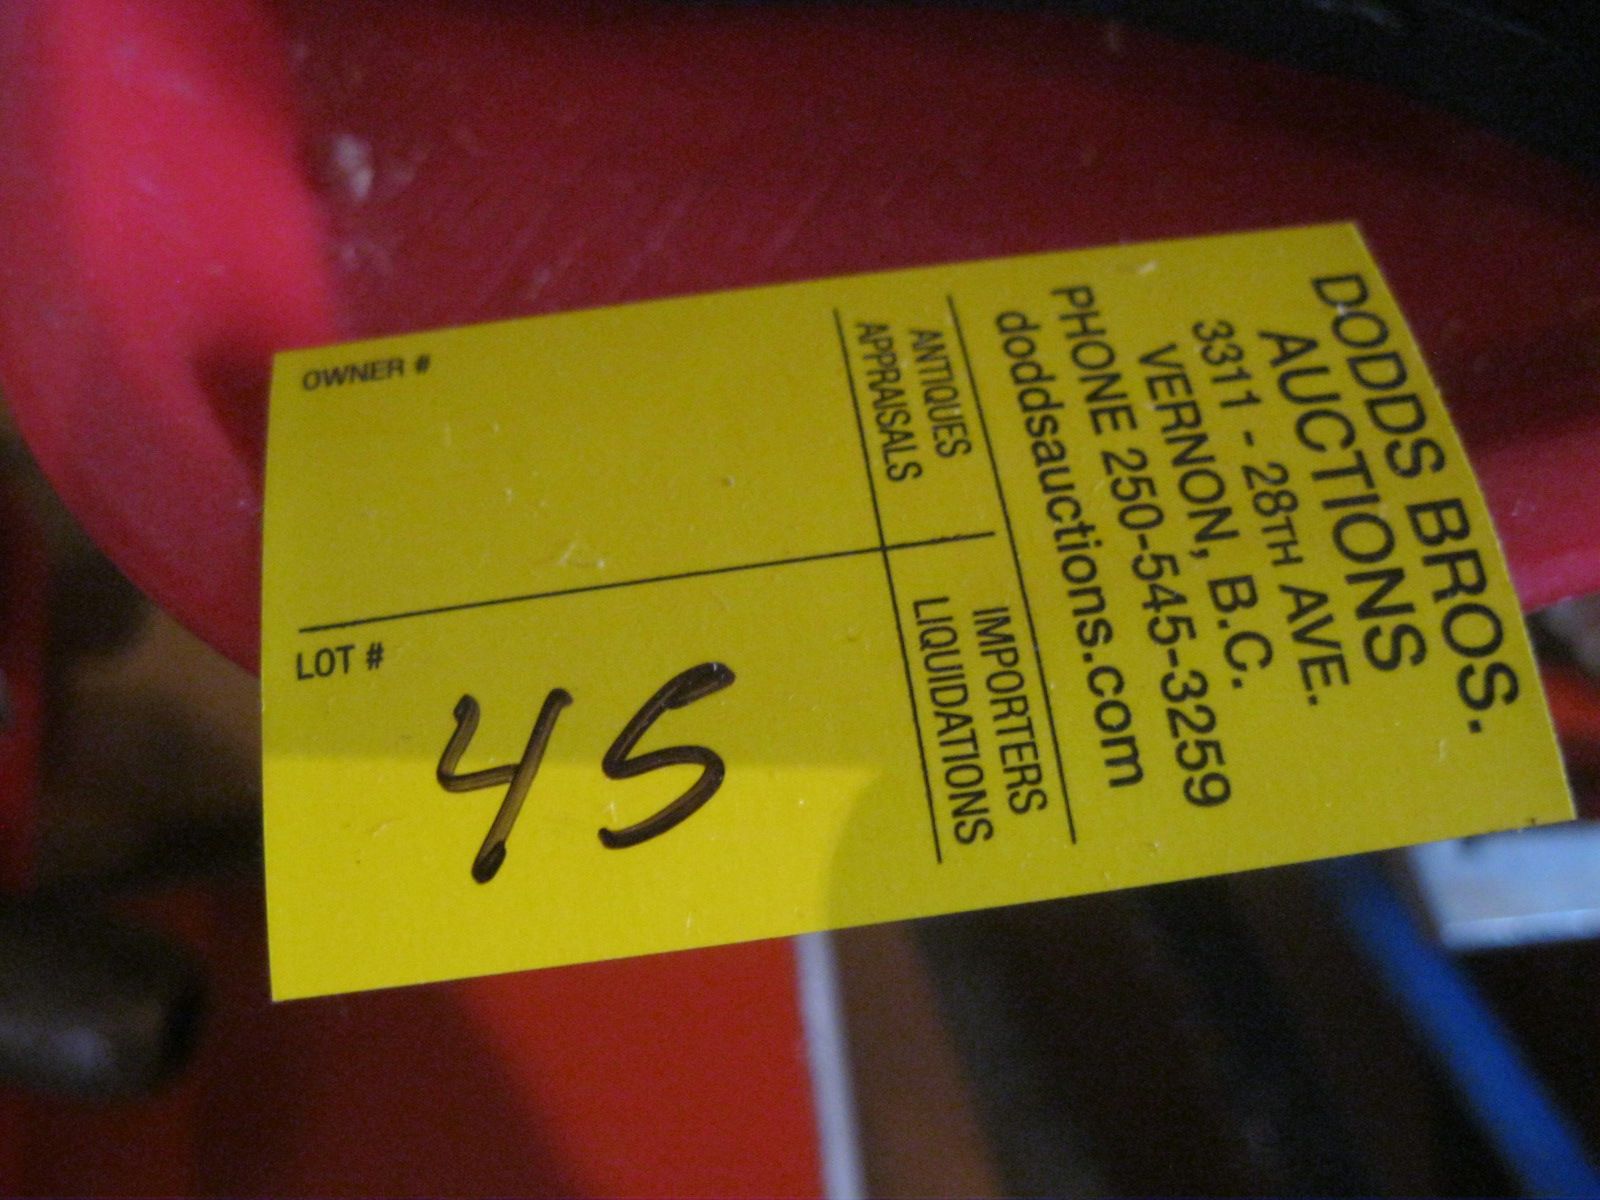 DODDS BROS.
AUCTIONS
3311 - 28TH AVE.
VERNON, B.C.
PHONE 250-545-3259
doddsauctions.com
ANTIQUES
APPRAISALS
IMPORTERS
LIQUIDATIONS
OWNER #
LOT #
45